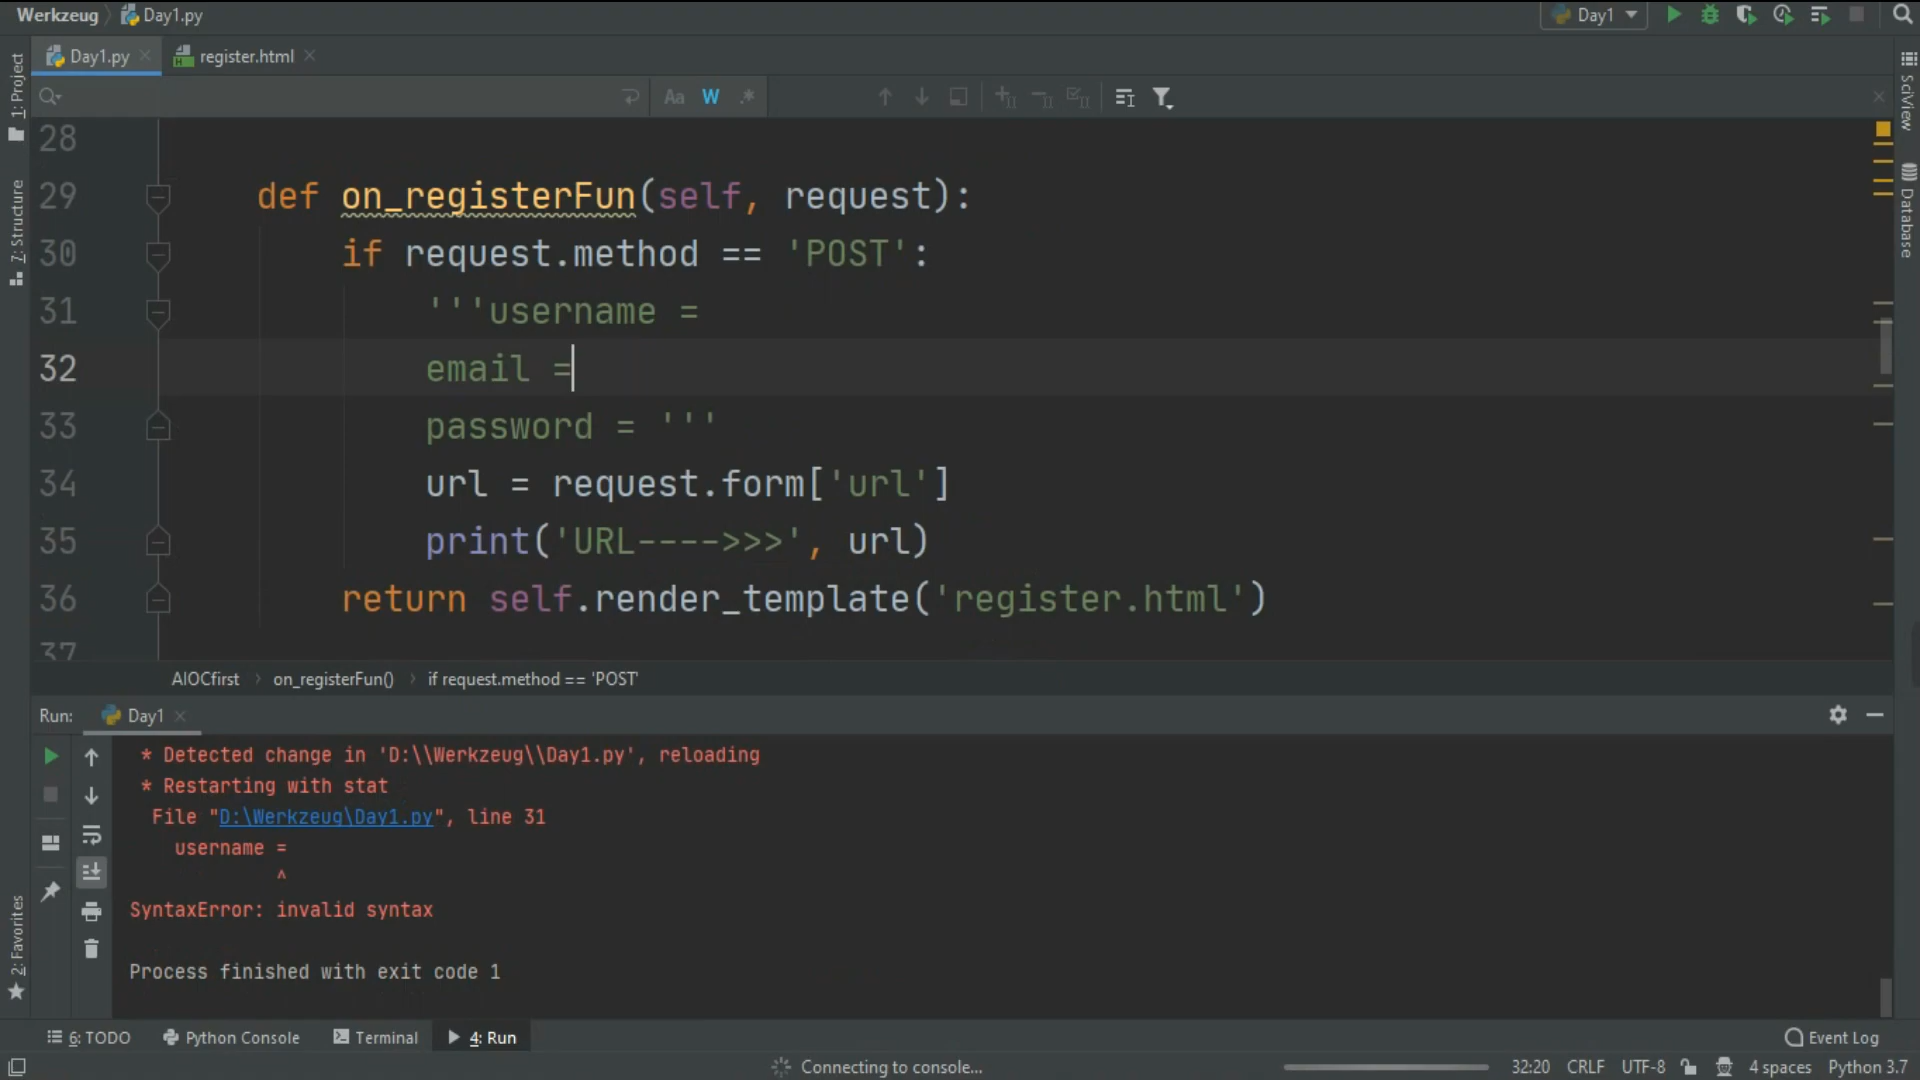 Werkzeug
Day1.py
Day1
Day1.py
register.html
Aa W .*
1: Project
7: Structure
2: Favorites
SciView
Database
28
29 def on_registerFun(self, request):
30 if request.method == 'POST':
31 '''username =
32 email =
33 password = '''
34 url = request.form['url']
35 print('URL---->>>', url)
36 return self.render_template('register.html')
37
AIOCfirst on_registerFun() if request.method == 'POST'
Run: Day1
* Detected change in 'D:\\Werkzeug\\Day1.py', reloading
* Restarting with stat
File "D:\Werkzeug\Day1.py", line 31
username =
^
SyntaxError: invalid syntax
Process finished with exit code 1
6: TODO Python Console Terminal 4: Run Event Log
Connecting to console... 32:20 CRLF UTF-8 4 spaces Python 3.7